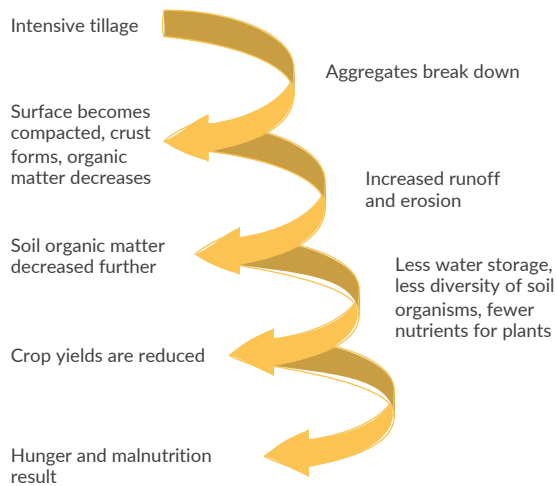 Intensive tillage
Aggregates break down
Surface becomes
compacted, crust
forms, organic
matter decreases
Increased runoff
and erosion
Soil organic matter
decreased further
Less water storage,
less diversity of soil
organisms, fewer
nutrients for plants
Crop yields are reduced
Hunger and malnutrition
result